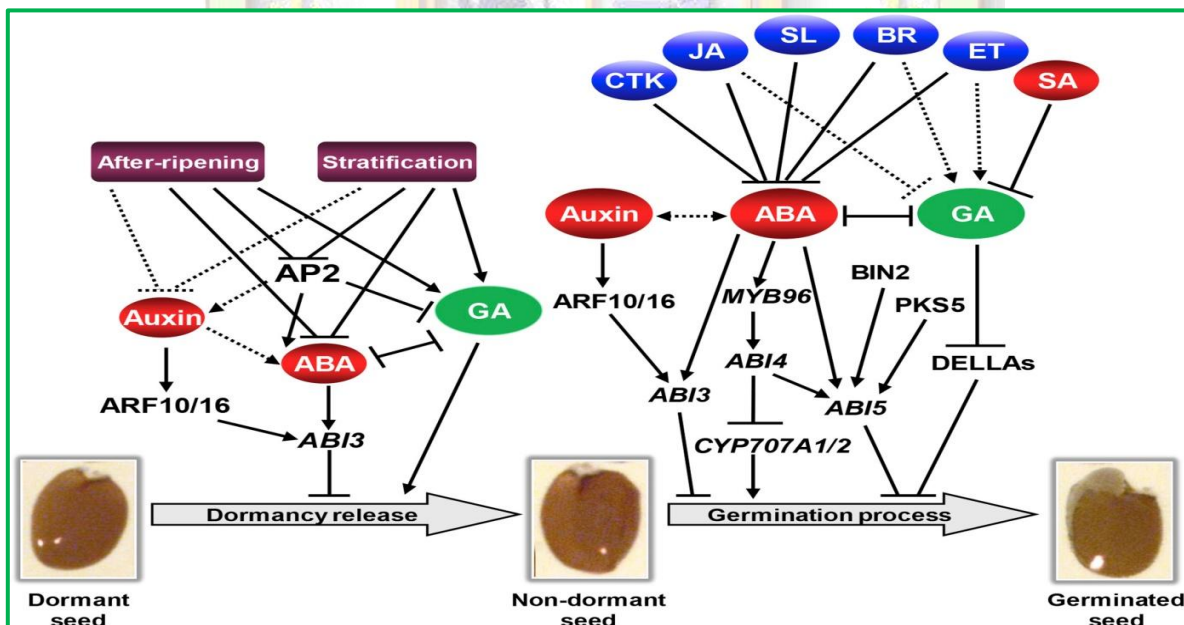 CTK
JA
SL
BR
ET
SA
After-ripening
Stratification
Auxin
ABA
GA
AP2
BIN2
ARF10/16
MYB96
PKS5
Auxin
GA
ABA
ABI4
DELLAs
ARF10/16
ABI3
ABI5
ABI3
CYP707A1/2
Dormancy release
Germination process
Dormant
seed
Non-dormant
seed
Germinated
seed